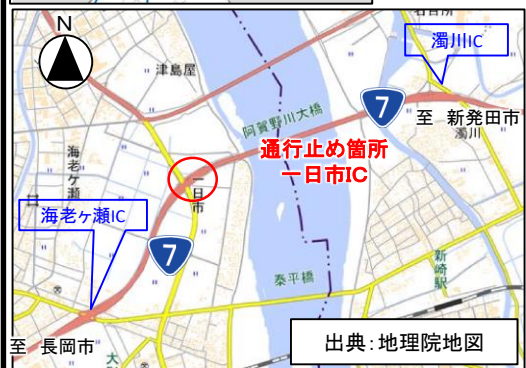 N
濁川IC
津島屋
7
至 新発田市
濁川
阿賀野川大橋
通行止め箇所
一日市IC
海老ケ瀬
一日市
海老ヶ瀬IC
7
新崎駅
泰平橋
至 長岡市
出典:地理院地図